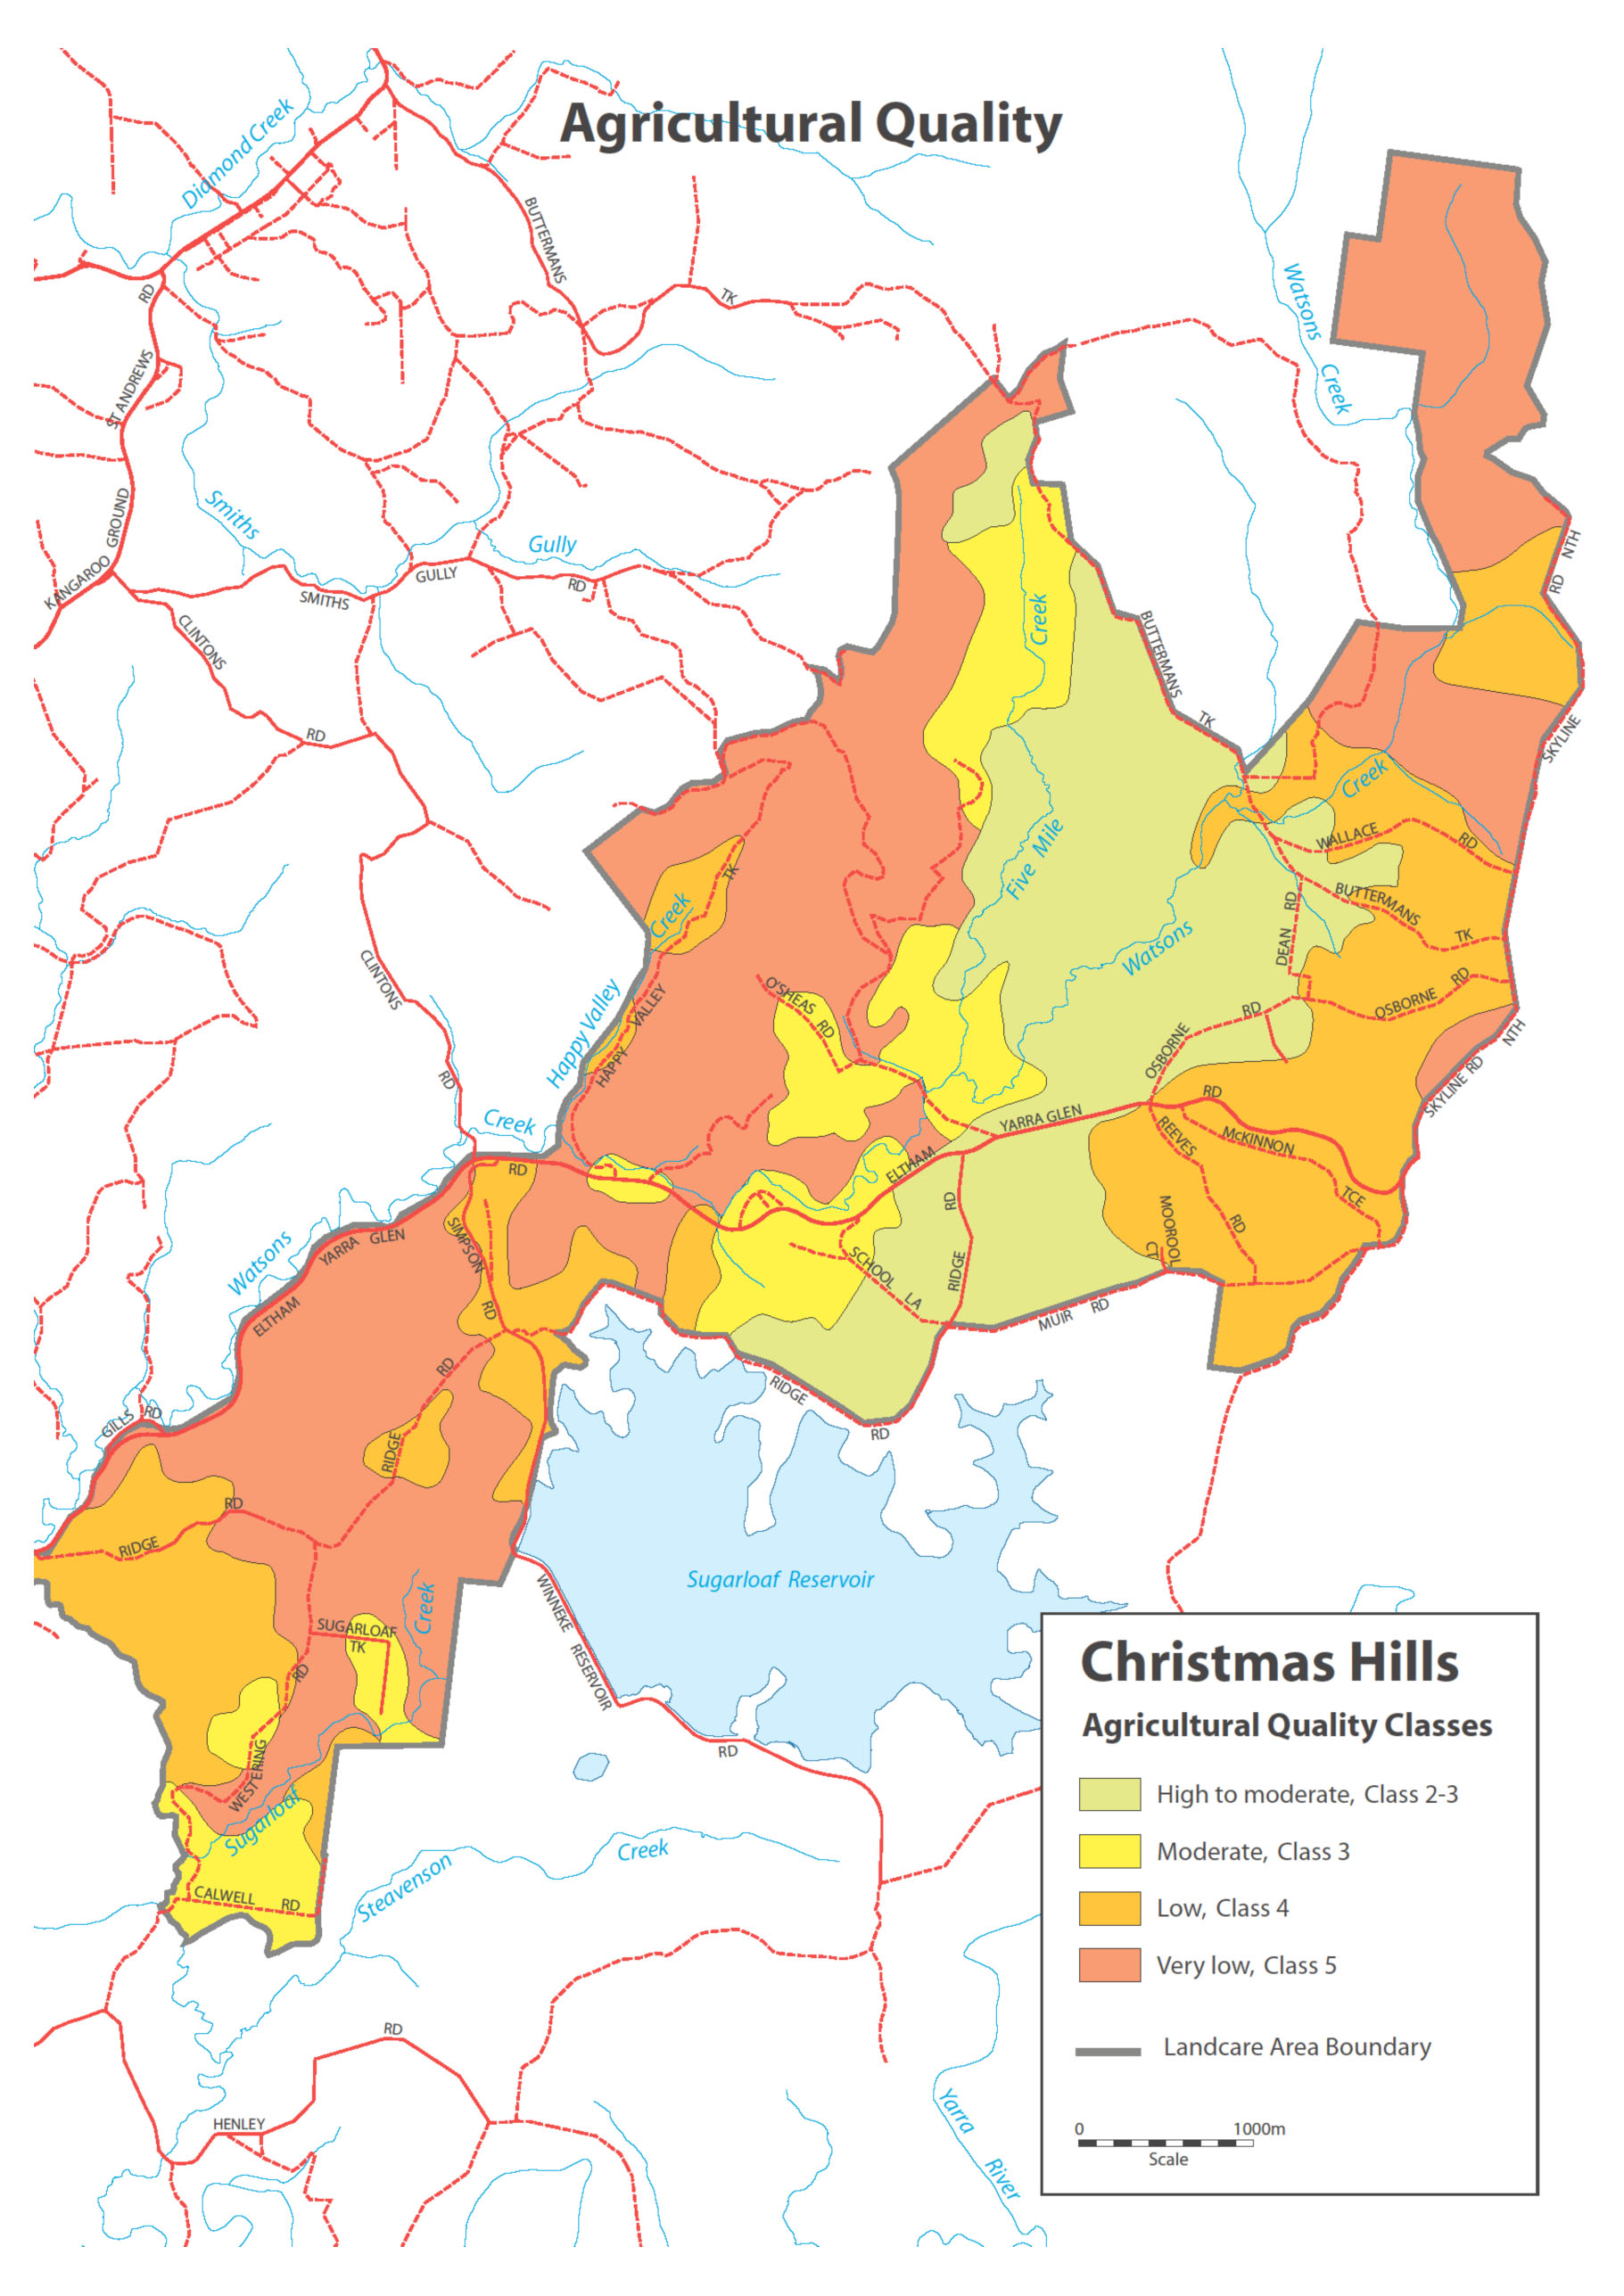 Agricultural Quality
Diamond Creek
BUTTERMANS
TK
RD
ST ANDREWS
GROUND
KANGAROO
Watsons
Creek
Smiths
Gully
SMITHS
GULLY
RD
CLINTONS
RD
Creek
BUTTERMANS
TK
RD
NTH
SKYLINE
Creek
WALLACE
RD
BUTTERMANS
TK
DEAN
RD
Five Mile
Watsons
OSBORNE
RD
OSBORNE
RD
Creek
TK
Happy Valley
HAPPY
VALLEY
O'SHEAS
RD
CLINTONS
RD
Creek
RD
SKYLINE RD
NTH
YARRA GLEN
RD
ELTHAM
REEVES
RD
McKINNON
TCE
MOOROOL
CT
RD
RIDGE
SCHOOL
LA
MUIR
RD
RIDGE
RD
Watsons
YARRA GLEN
ELTHAM
SIMPSON
RD
GILLS RD
RD
RIDGE
RD
RIDGE
Sugarloaf Reservoir
WINNEKE
RESERVOIR
RD
Creek
SUGARLOAF
TK
RD
WESTERING
Sugarloaf
CALWELL
RD
Steavenson
Creek
RD
HENLEY
Yarra
River
Christmas Hills
Agricultural Quality Classes
High to moderate, Class 2-3
Moderate, Class 3
Low, Class 4
Very low, Class 5
Landcare Area Boundary
0
1000m
Scale